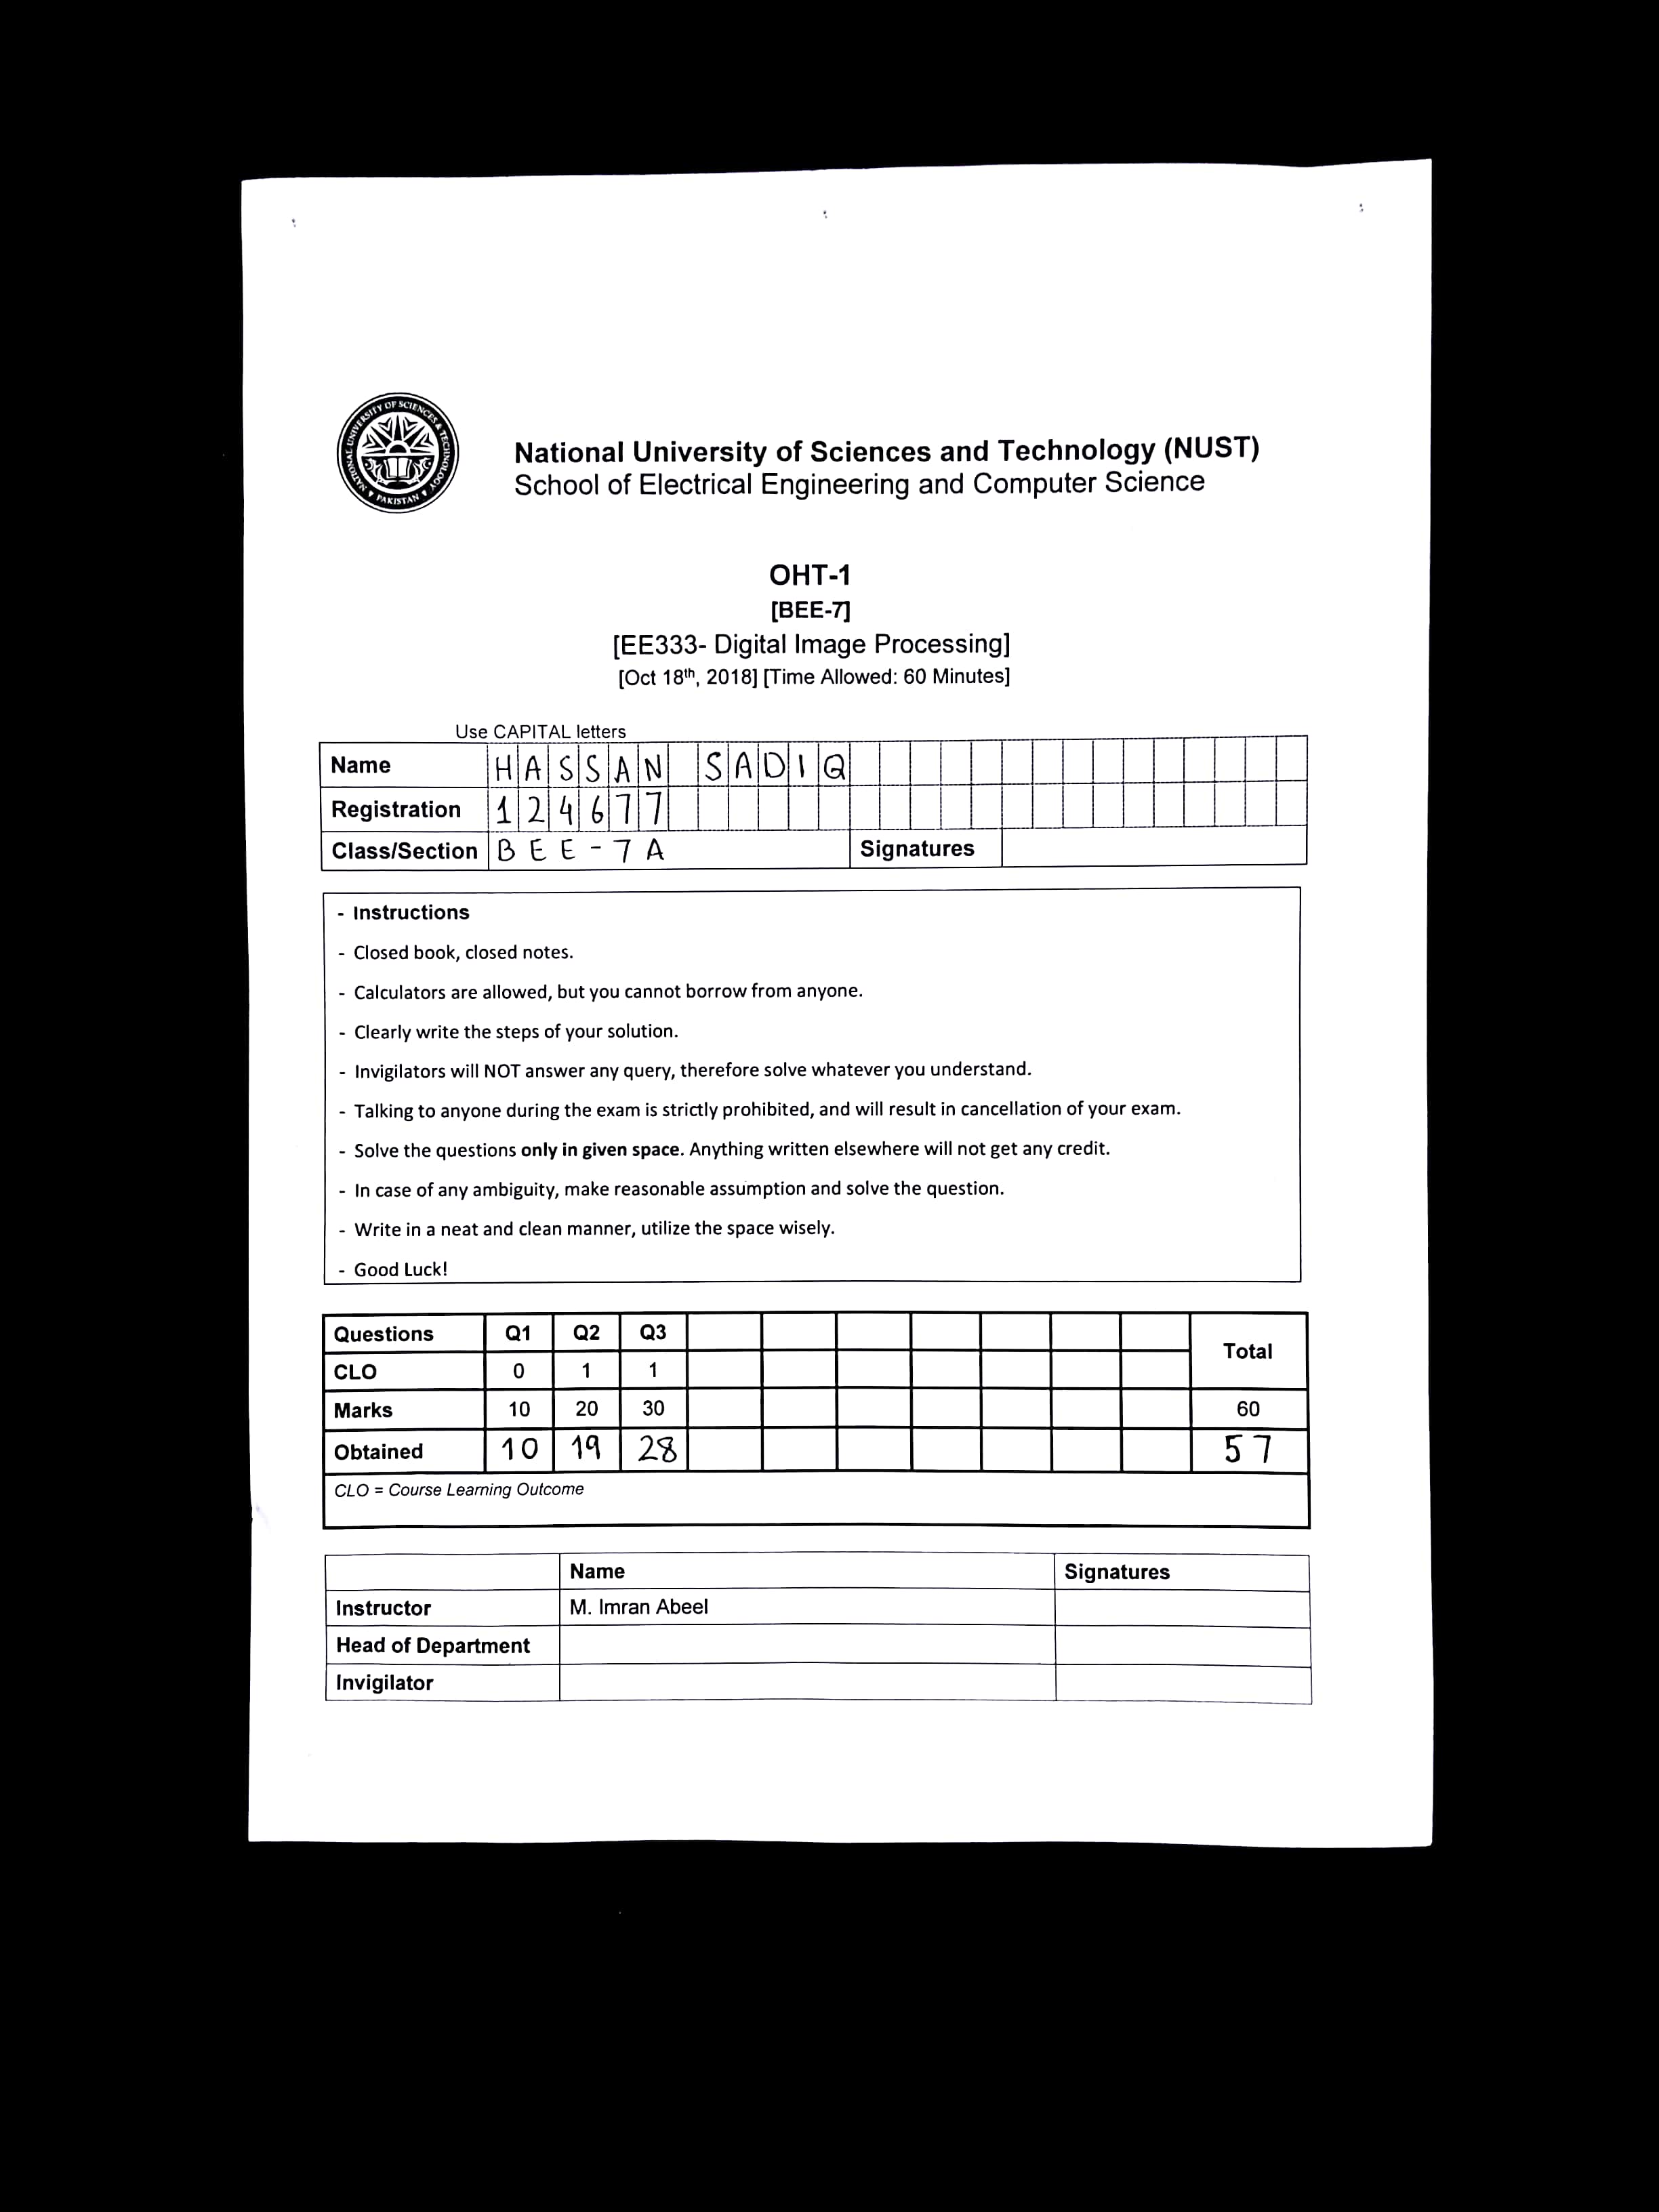 NATIONAL UNIVERSITY OF SCIENCES & TECHNOLOGY
PAKISTAN
National University of Sciences and Technology (NUST)
School of Electrical Engineering and Computer Science
OHT-1
[BEE-7]
[EE333- Digital Image Processing]
[Oct 18th, 2018] [Time Allowed: 60 Minutes]
Use CAPITAL letters
Name HASSAN SADIQ
Registration 124677
Class/Section BEE-7A Signatures
- Instructions
- Closed book, closed notes.
- Calculators are allowed, but you cannot borrow from anyone.
- Clearly write the steps of your solution.
- Invigilators will NOT answer any query, therefore solve whatever you understand.
- Talking to anyone during the exam is strictly prohibited, and will result in cancellation of your exam.
- Solve the questions only in given space. Anything written elsewhere will not get any credit.
- In case of any ambiguity, make reasonable assumption and solve the question.
- Write in a neat and clean manner, utilize the space wisely.
- Good Luck!
Questions Q1 Q2 Q3 Total
CLO 0 1 1
Marks 10 20 30 60
Obtained 10 19 28 57
CLO = Course Learning Outcome
Name Signatures
Instructor M. Imran Abeel
Head of Department
Invigilator